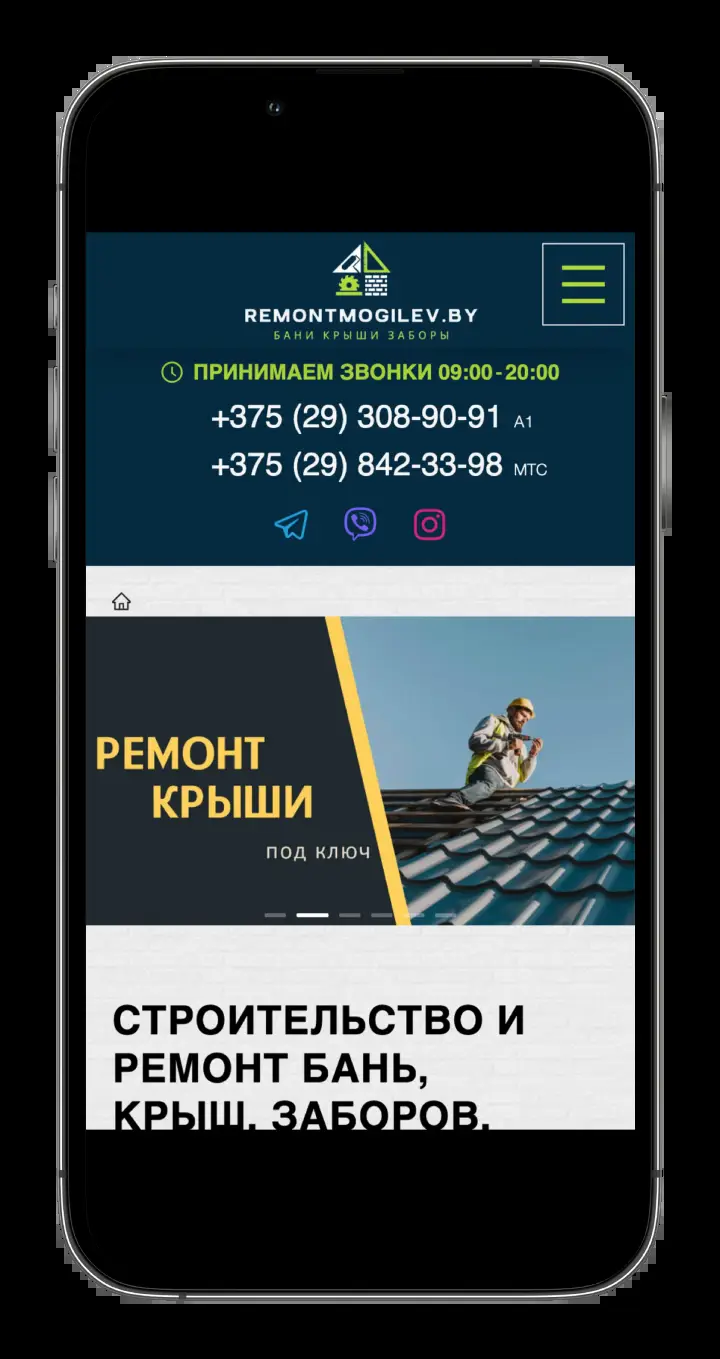 REMONTMOGILEV.BY
БАНИ КРЫШИ ЗАБОРЫ
ПРИНИМАЕМ ЗВОНКИ 09:00-20:00
+375 (29) 308-90-91 А1
+375 (29) 842-33-98 МТС
РЕМОНТ
КРЫШИ
ПОД КЛЮЧ
СТРОИТЕЛЬСТВО И
РЕМОНТ БАНЬ,
КРЫШ, ЗАБОРОВ,